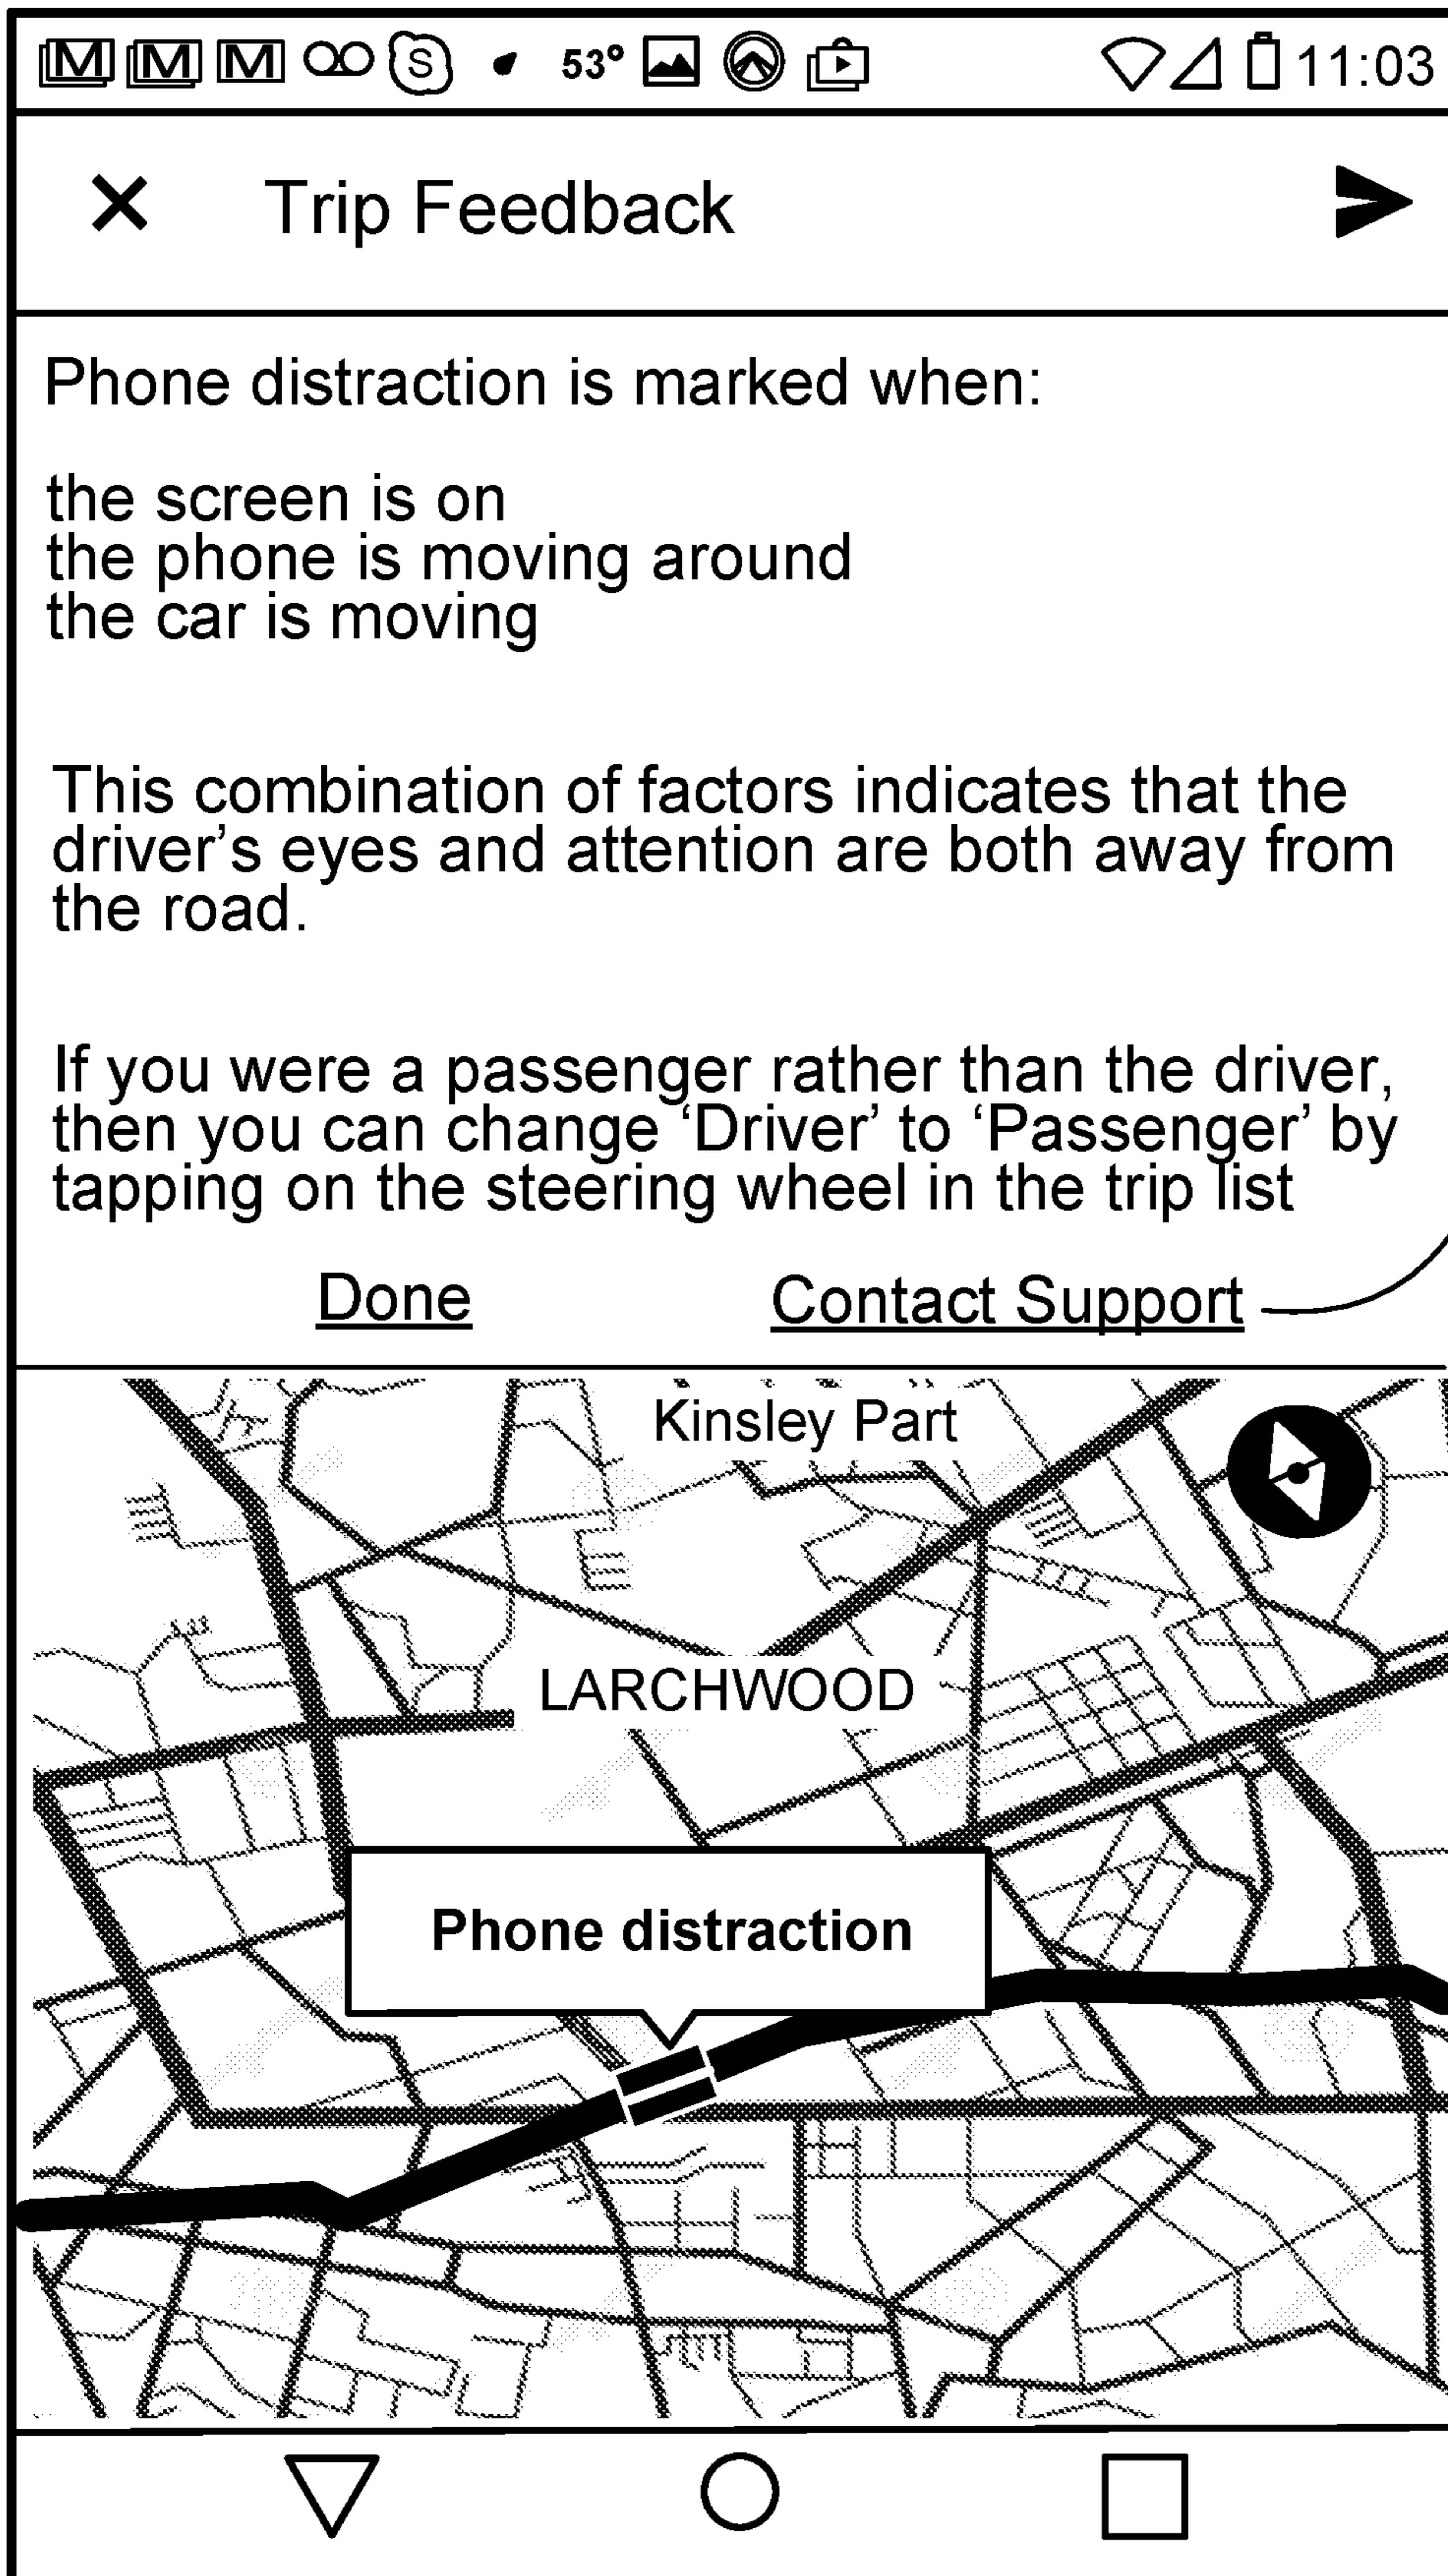 M M M S 53° 11:03
Trip Feedback
Phone distraction is marked when:
the screen is on
the phone is moving around
the car is moving
This combination of factors indicates that the
driver’s eyes and attention are both away from
the road.
If you were a passenger rather than the driver,
then you can change ‘Driver’ to ‘Passenger’ by
tapping on the steering wheel in the trip list
Done Contact Support
Kinsley Part
LARCHWOOD
Phone distraction